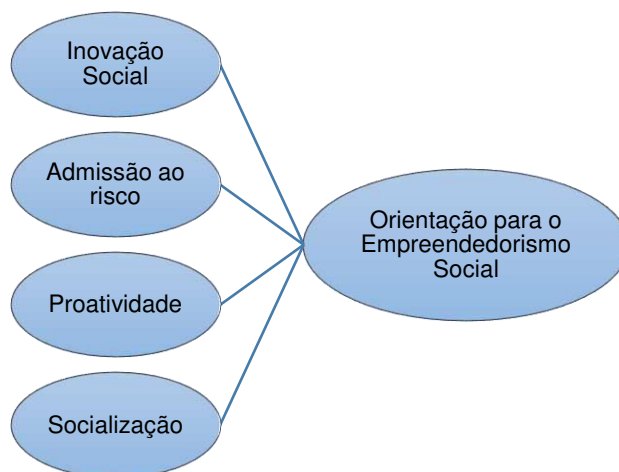 Inovação
Social
Admissão ao
risco
Proatividade
Socialização
Orientação para o
Empreendedorismo
Social